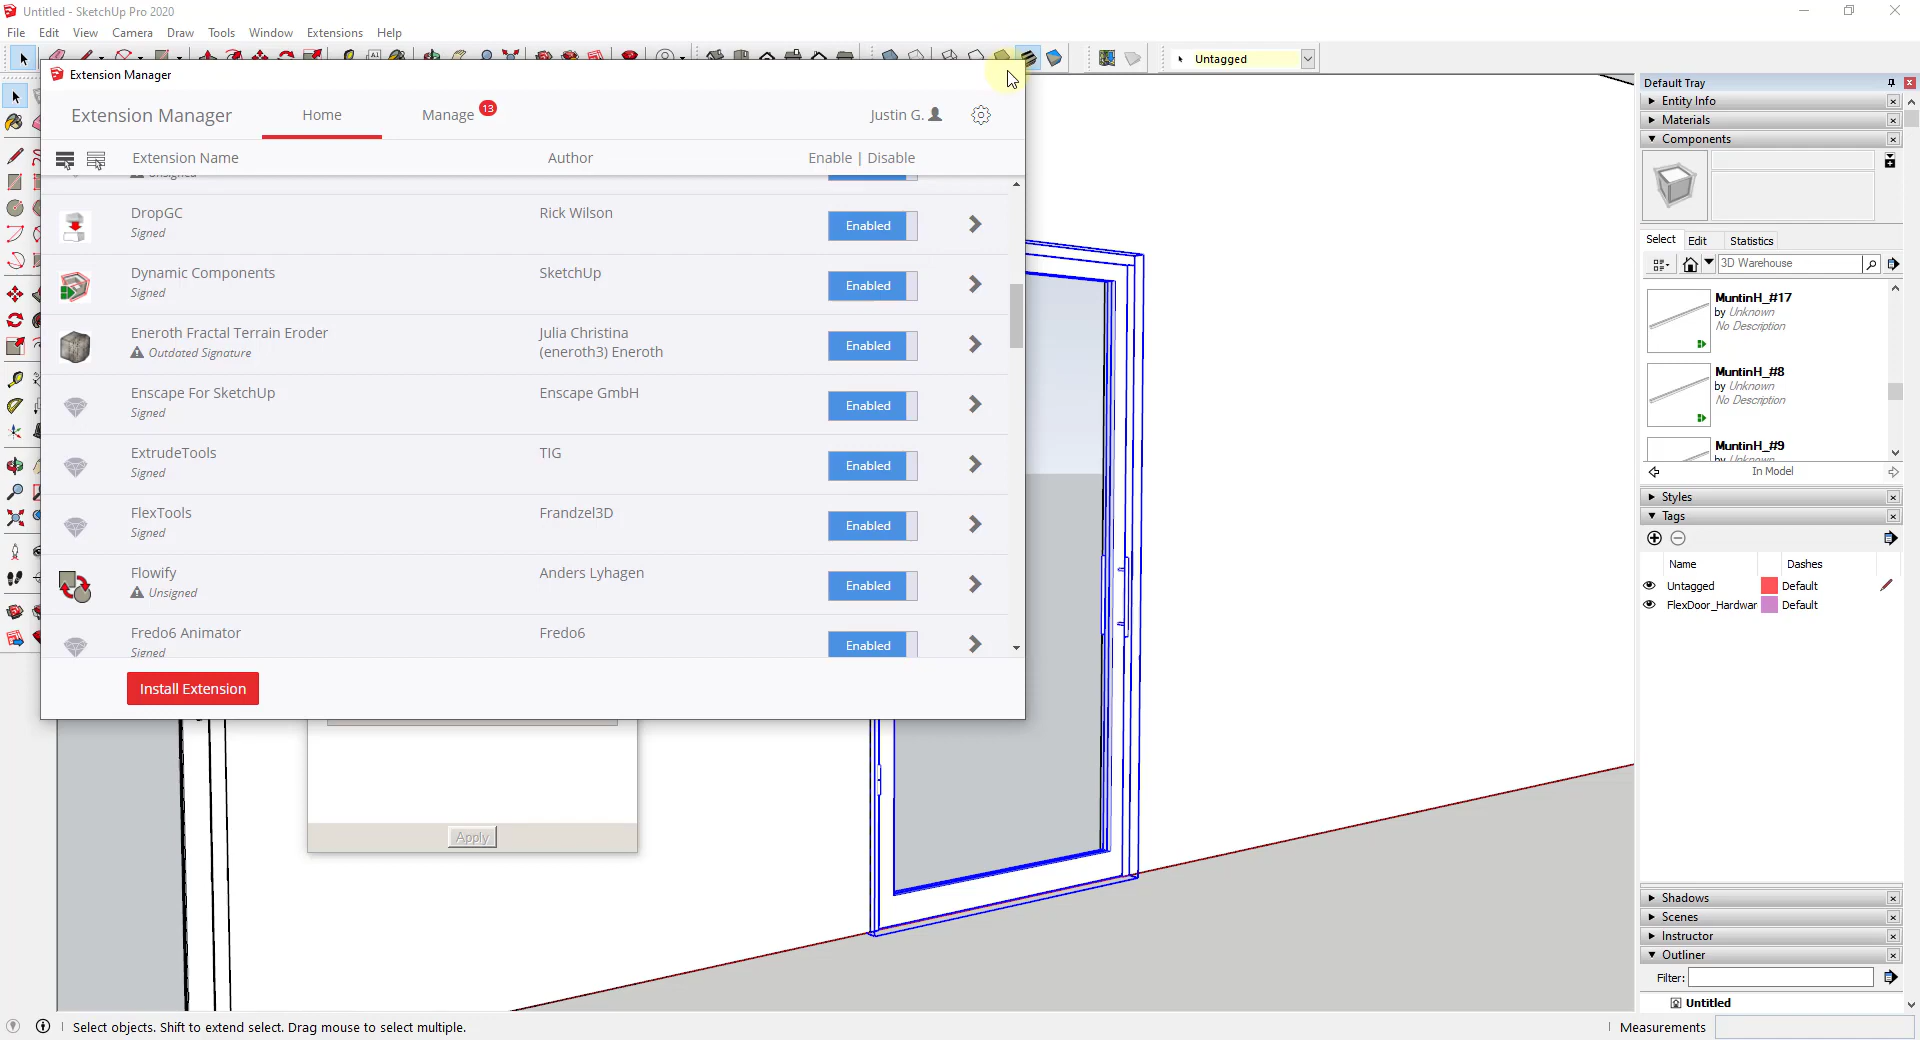 Untitled - SketchUp Pro 2020
File Edit View Camera Draw Tools Window Extensions Help
Untagged
Extension Manager
Extension Manager Home Manage 13 Justin G.
Extension Name Author Enable | Disable
Unsigned
DropGC Rick Wilson Enabled
Signed
Dynamic Components SketchUp Enabled
Signed
Eneroth Fractal Terrain Eroder Julia Christina (eneroth3) Eneroth Enabled
Outdated Signature
Enscape For SketchUp Enscape GmbH Enabled
Signed
ExtrudeTools TIG Enabled
Signed
FlexTools Frandzel3D Enabled
Signed
Flowify Anders Lyhagen Enabled
Unsigned
Fredo6 Animator Fredo6 Enabled
Signed
Install Extension
Apply
Default Tray
Entity Info
Materials
Components
Select Edit Statistics
3D Warehouse
MuntinH_#17
by Unknown
No Description
MuntinH_#8
by Unknown
No Description
MuntinH_#9
by Unknown
In Model
Styles
Tags
Name Dashes
Untagged Default
FlexDoor_Hardwar Default
Shadows
Scenes
Instructor
Outliner
Filter:
Untitled
Select objects. Shift to extend select. Drag mouse to select multiple.
Measurements